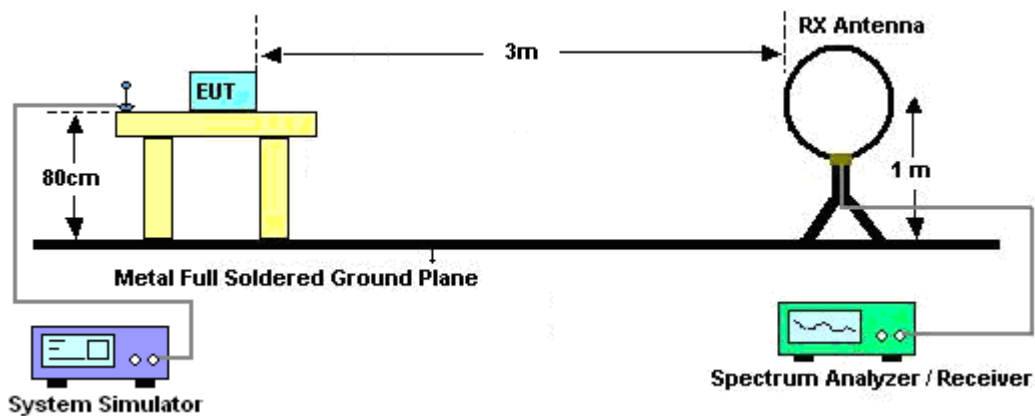 RX Antenna
3m
EUT
80cm
1 m
Metal Full Soldered Ground Plane
System Simulator
Spectrum Analyzer / Receiver